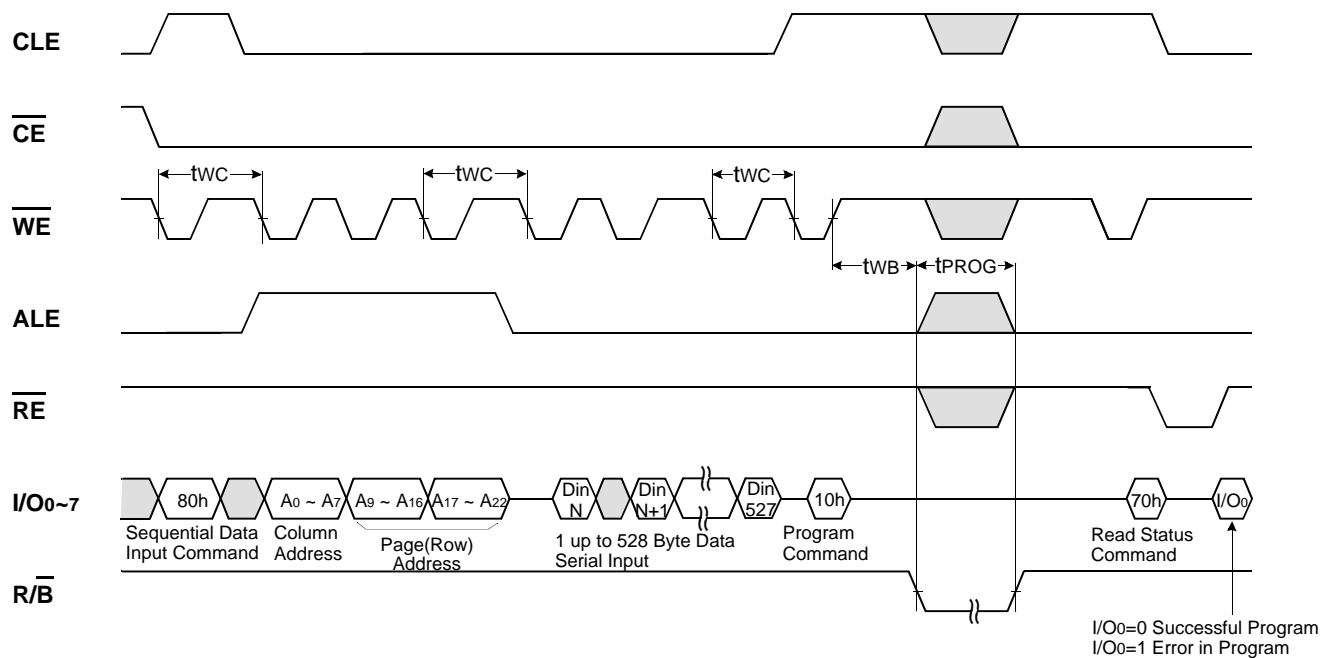 CLE
CE
tWC tWC tWC
WE
tWB tPROG
ALE
RE
I/O0~7 80h A0 ~ A7 A9 ~ A16 A17 ~ A22 Din N Din N+1 Din 527 10h 70h I/O0
Sequential Data Input Command
Column Address
Page(Row) Address
1 up to 528 Byte Data Serial Input
Program Command
Read Status Command
R/B
I/O0=0 Successful Program
I/O0=1 Error in Program